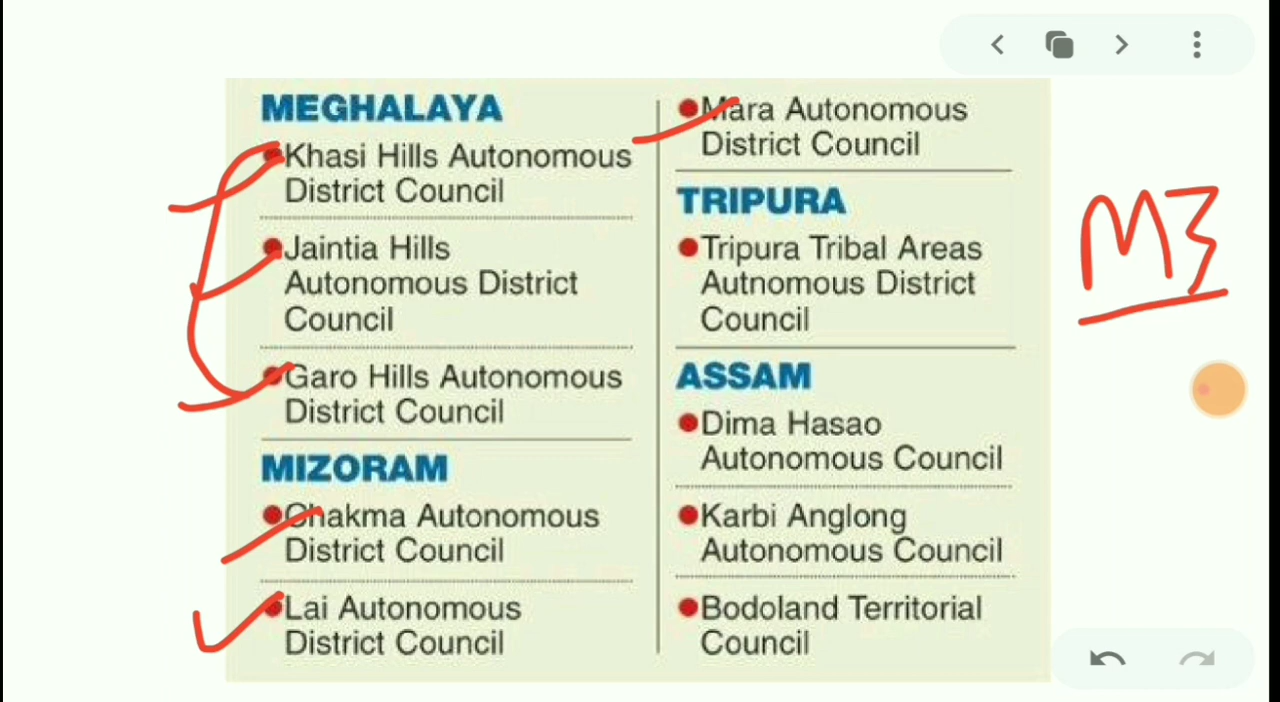 MEGHALAYA
Khasi Hills Autonomous
District Council
Jaintia Hills
Autonomous District
Council
Garo Hills Autonomous
District Council
MIZORAM
Chakma Autonomous
District Council
Lai Autonomous
District Council
Mara Autonomous
District Council
TRIPURA
Tripura Tribal Areas
Autnomous District
Council
ASSAM
Dima Hasao
Autonomous Council
Karbi Anglong
Autonomous Council
Bodoland Territorial
Council
M3